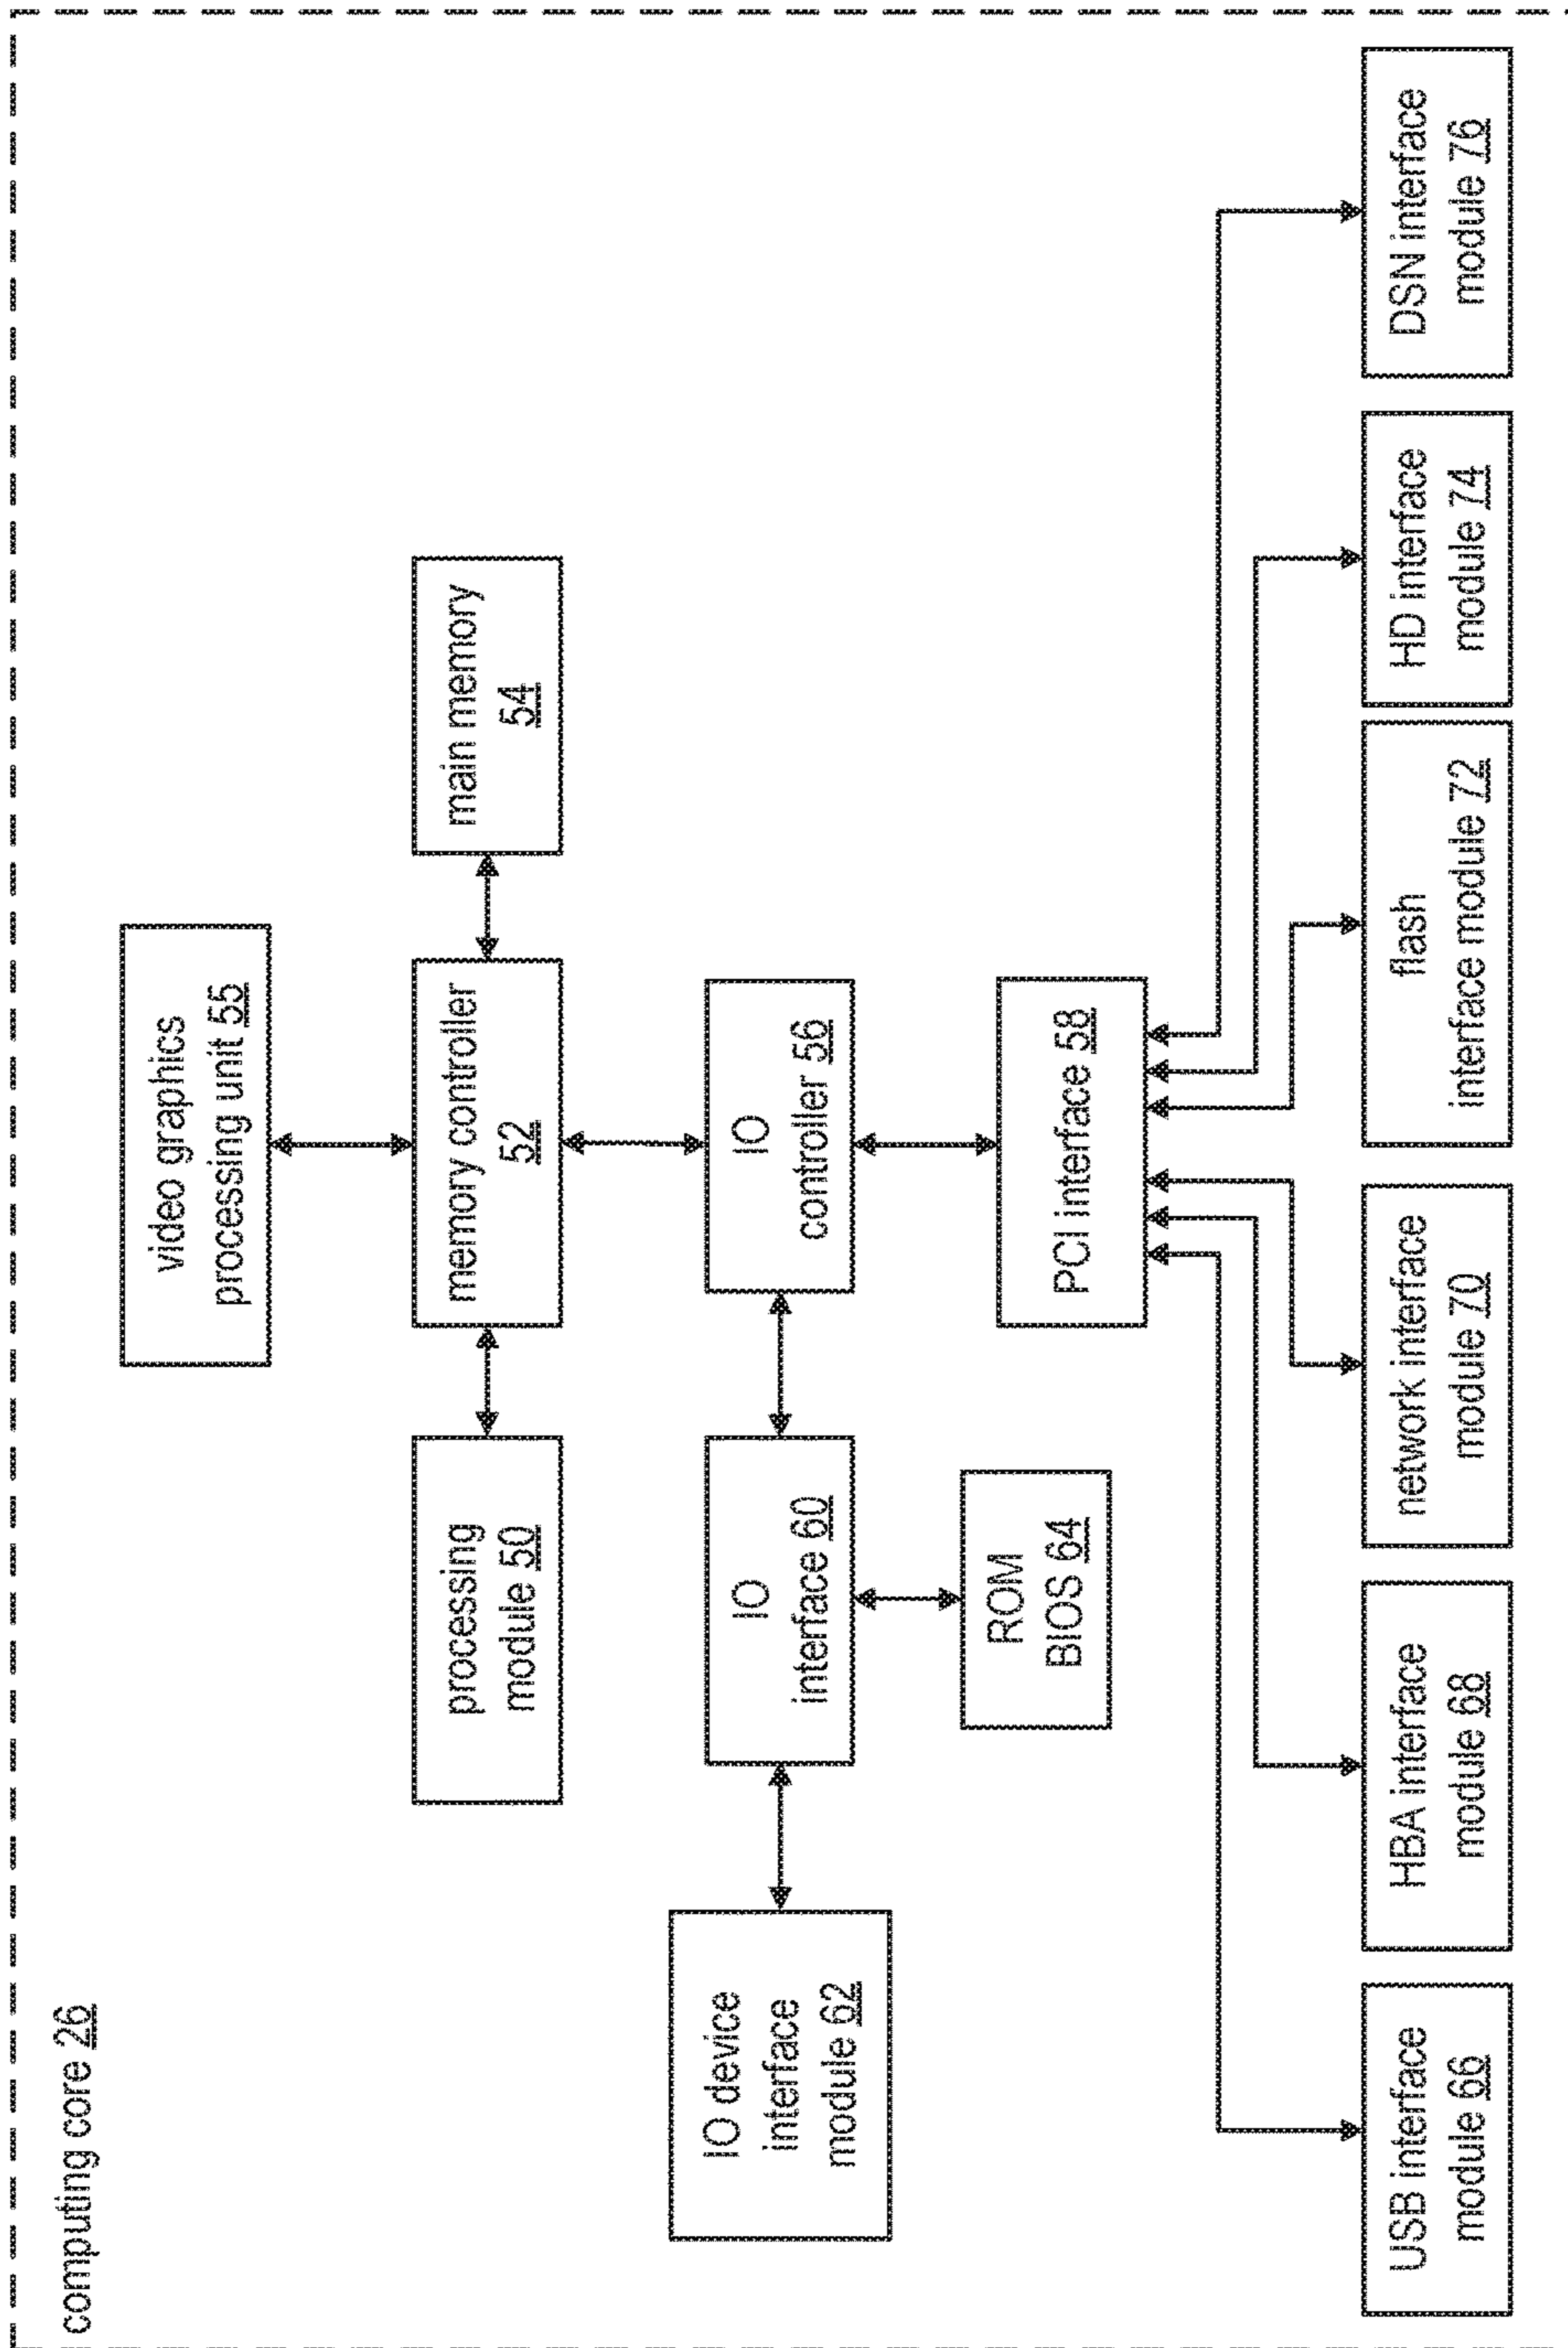 computing core 26
video graphics
processing unit 55
processing
module 50
memory controller
52
main memory
54
IO device
interface
module 62
IO
interface 60
IO
controller 56
ROM
BIOS 64
PCI interface 58
USB interface
module 66
HBA interface
module 68
network interface
module 70
flash
interface module 72
HD interface
module 74
DSN interface
module 76